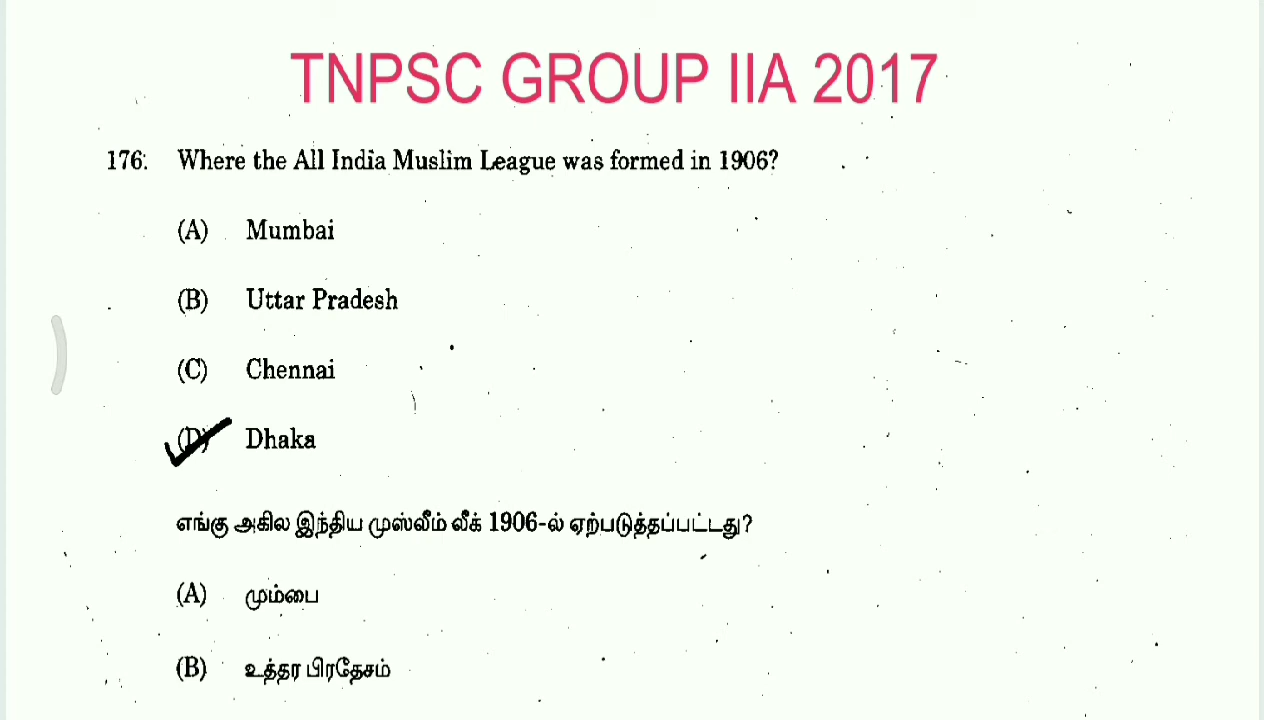 TNPSC GROUP IIA 2017
176. Where the All India Muslim League was formed in 1906?
(A) Mumbai
(B) Uttar Pradesh
(C) Chennai
(D) Dhaka
எங்கு அகில இந்திய முஸ்லீம் லீக் 1906-ல் ஏற்படுத்தப்பட்டது?
(A) மும்பை
(B) உத்தர பிரதேசம்